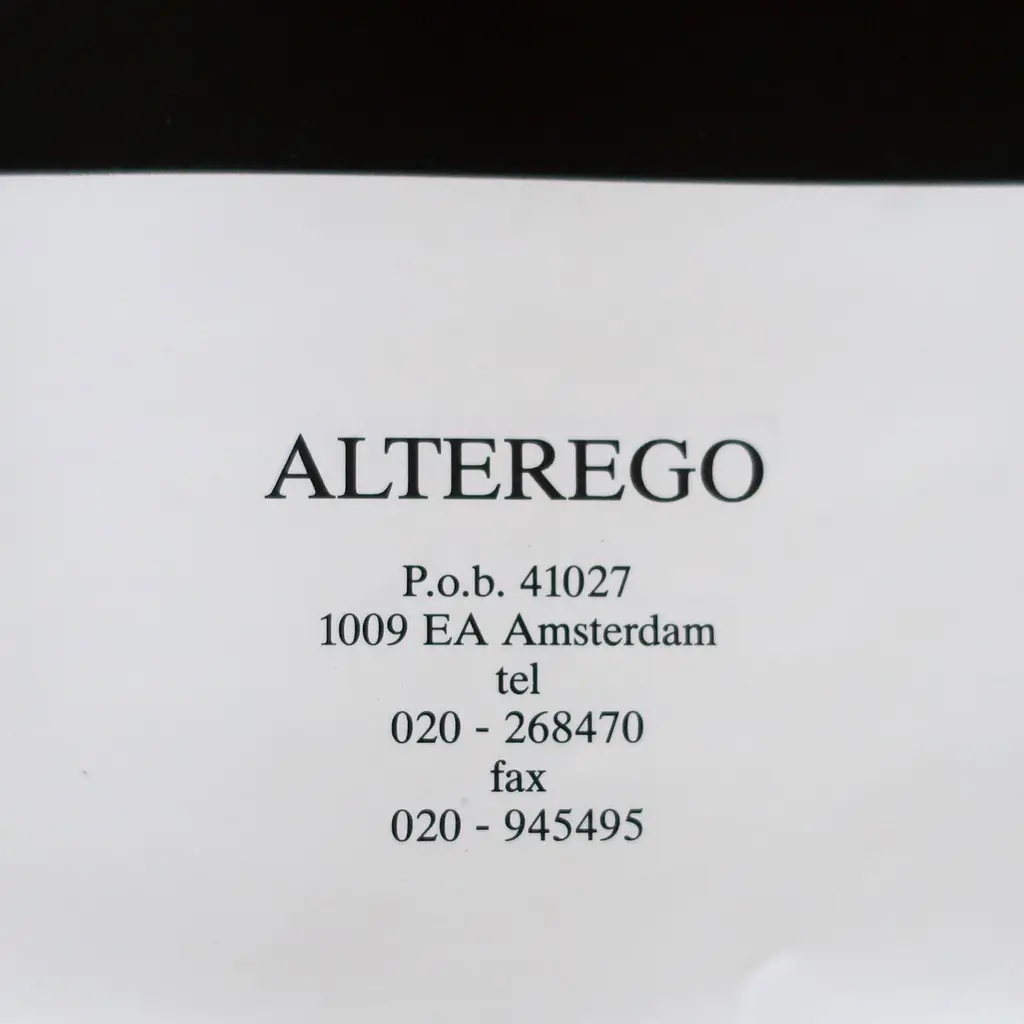 ALTEREGO
P.o.b. 41027
1009 EA Amsterdam
tel
020 - 268470
fax
020 - 945495